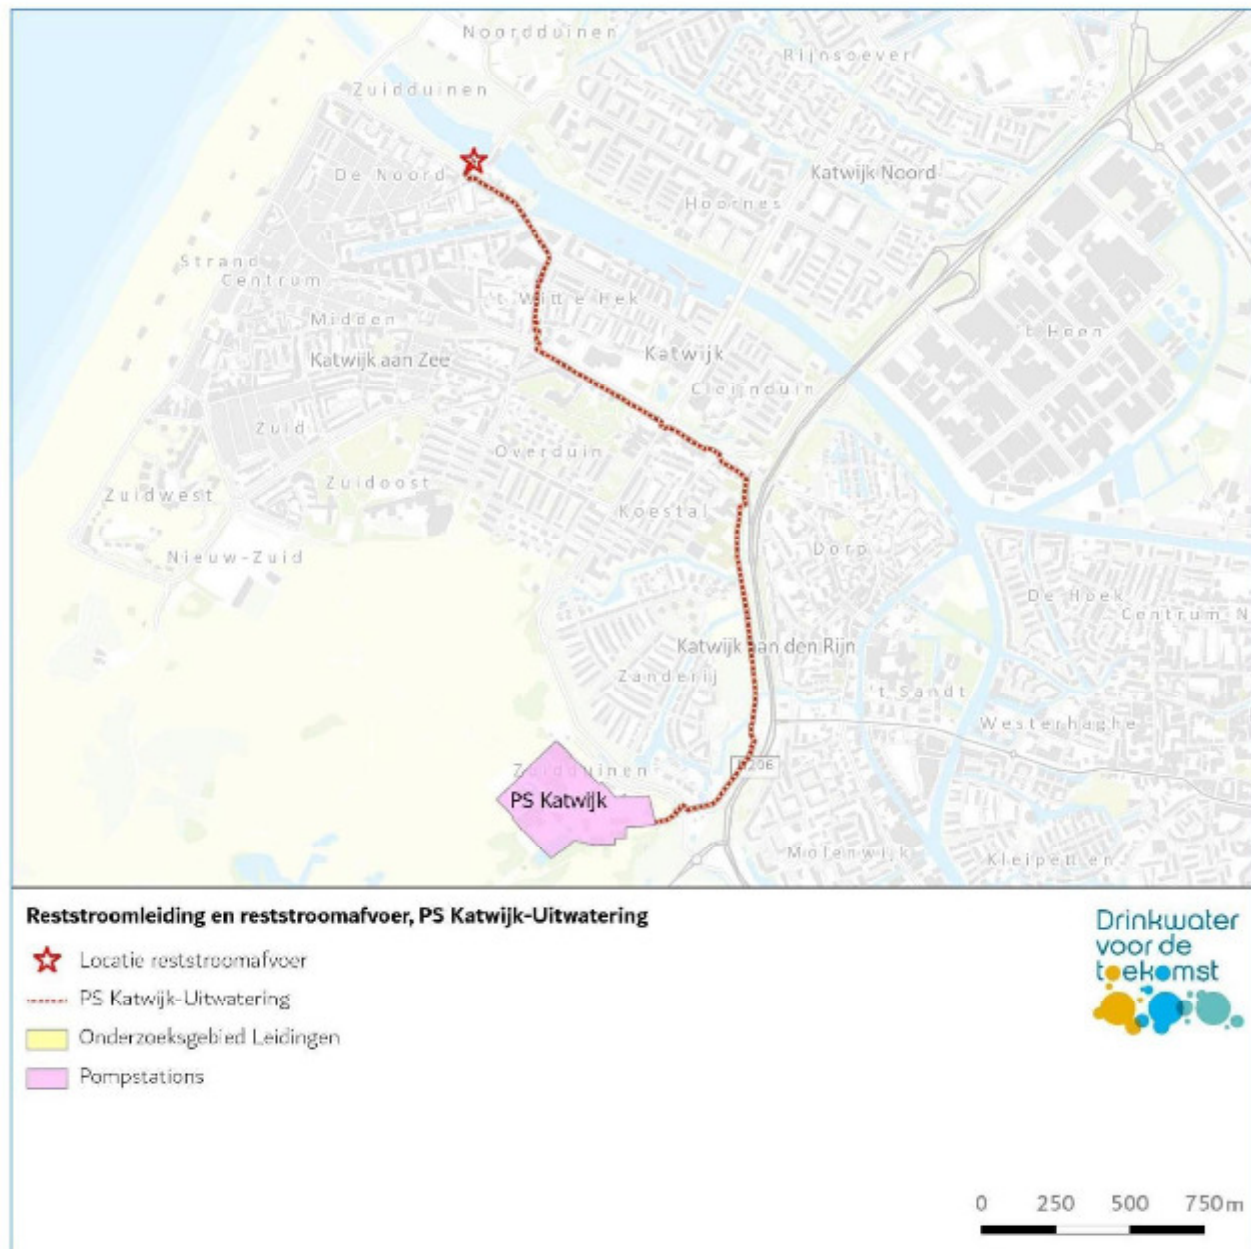 Noordduinen
Rijnsoever
Zuidduinen
De Noord
Katwijk Noord
Hoornes
Strand
Centrum
't Witte Hek
Midden
't Heen
Katwijk aan Zee
Katwijk
Cleijnduin
Zuid
Overduin
Zuidoost
Zuidwest
Koestal
Nieuw-Zuid
Dorp
De Hoek
Centrum N
Katwijk aan den Rijn
Zanderij
't Sandt
Westerhaghe
Zuidduinen
PS Katwijk
Molenwijk
Kleipetten
Reststroomleiding en reststroomafvoer, PS Katwijk-Uitwatering
Locatie reststroomafvoer
PS Katwijk-Uitwatering
Onderzoeksgebied Leidingen
Pompstations
Drinkwater
voor de
toekomst
0 250 500 750 m